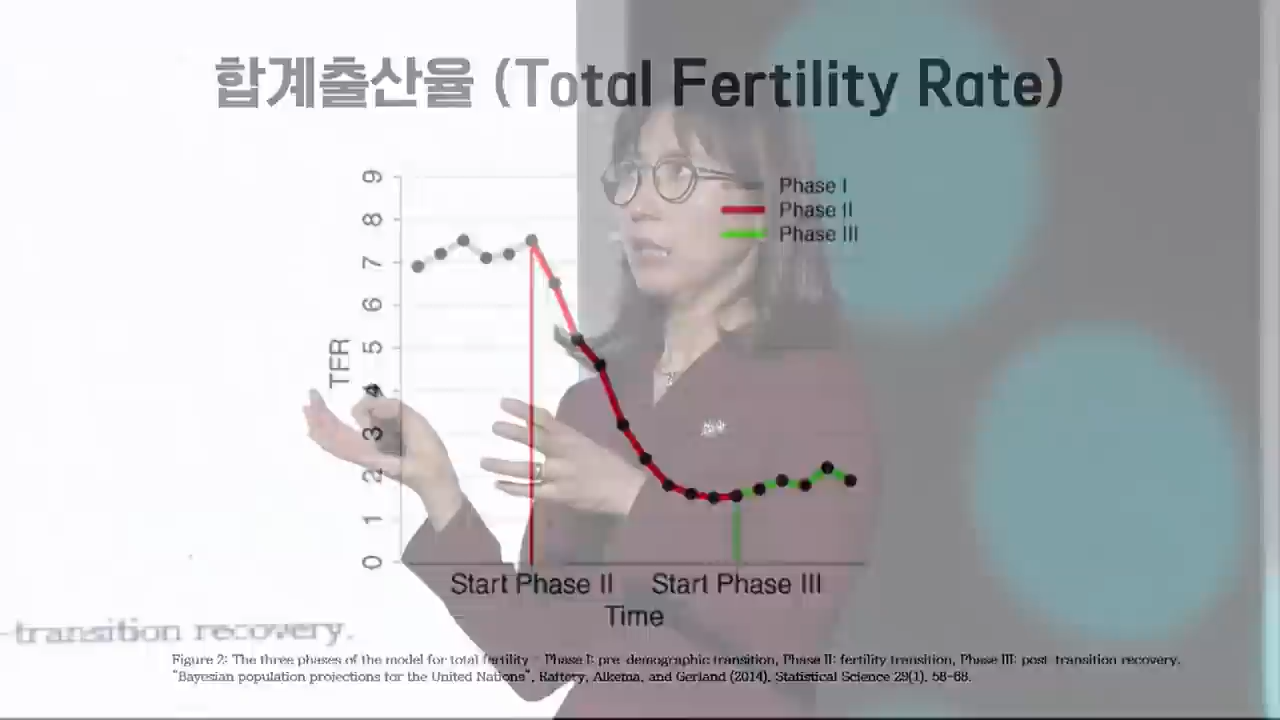 합계출산율 (Total Fertility Rate)
Phase I
Phase II
Phase III
9
8
7
6
5
4
3
2
1
0
TFR
Start Phase II
Start Phase III
Time
-transition recovery.
Figure 2: The three phases of the model for total fertility - Phase I: pre-demographic transition, Phase II: fertility transition, Phase III: post-transition recovery.
"Bayesian population projections for the United Nations", Raftery, Alkema, and Gerland (2014), Statistical Science 29(1), 58-68.